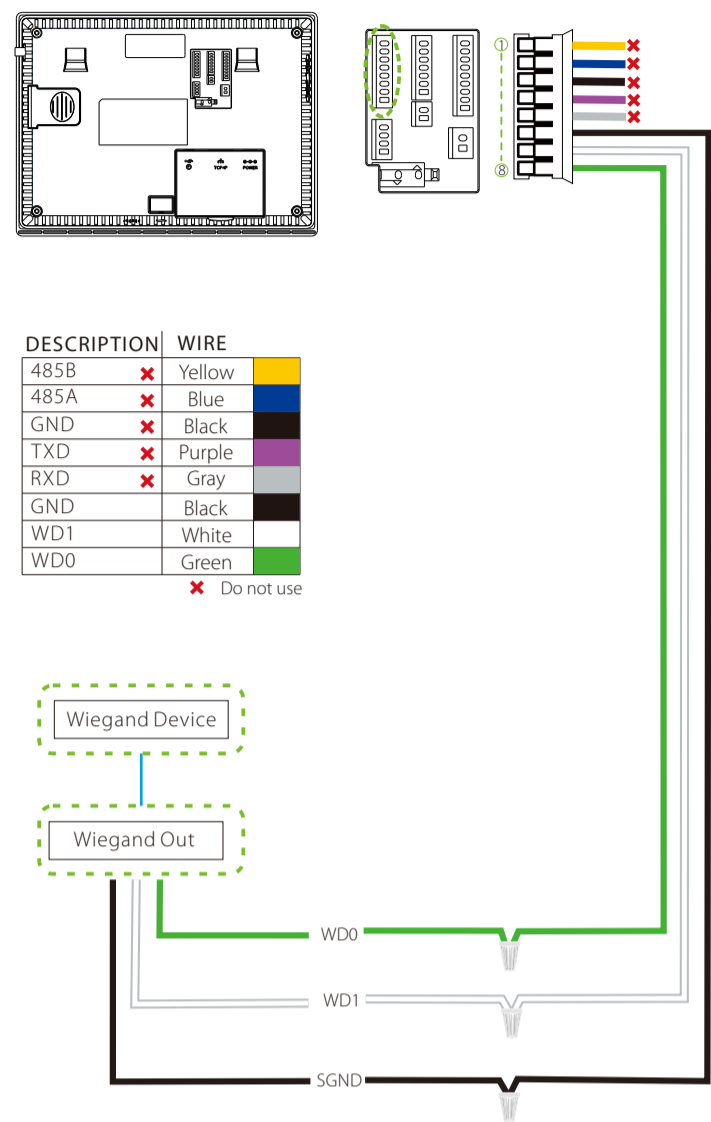 TCP-IP
POWER
①
⑧
DESCRIPTION WIRE
485B Yellow
485A Blue
GND Black
TXD Purple
RXD Gray
GND Black
WD1 White
WD0 Green
Do not use
Wiegand Device
Wiegand Out
WD0
WD1
SGND